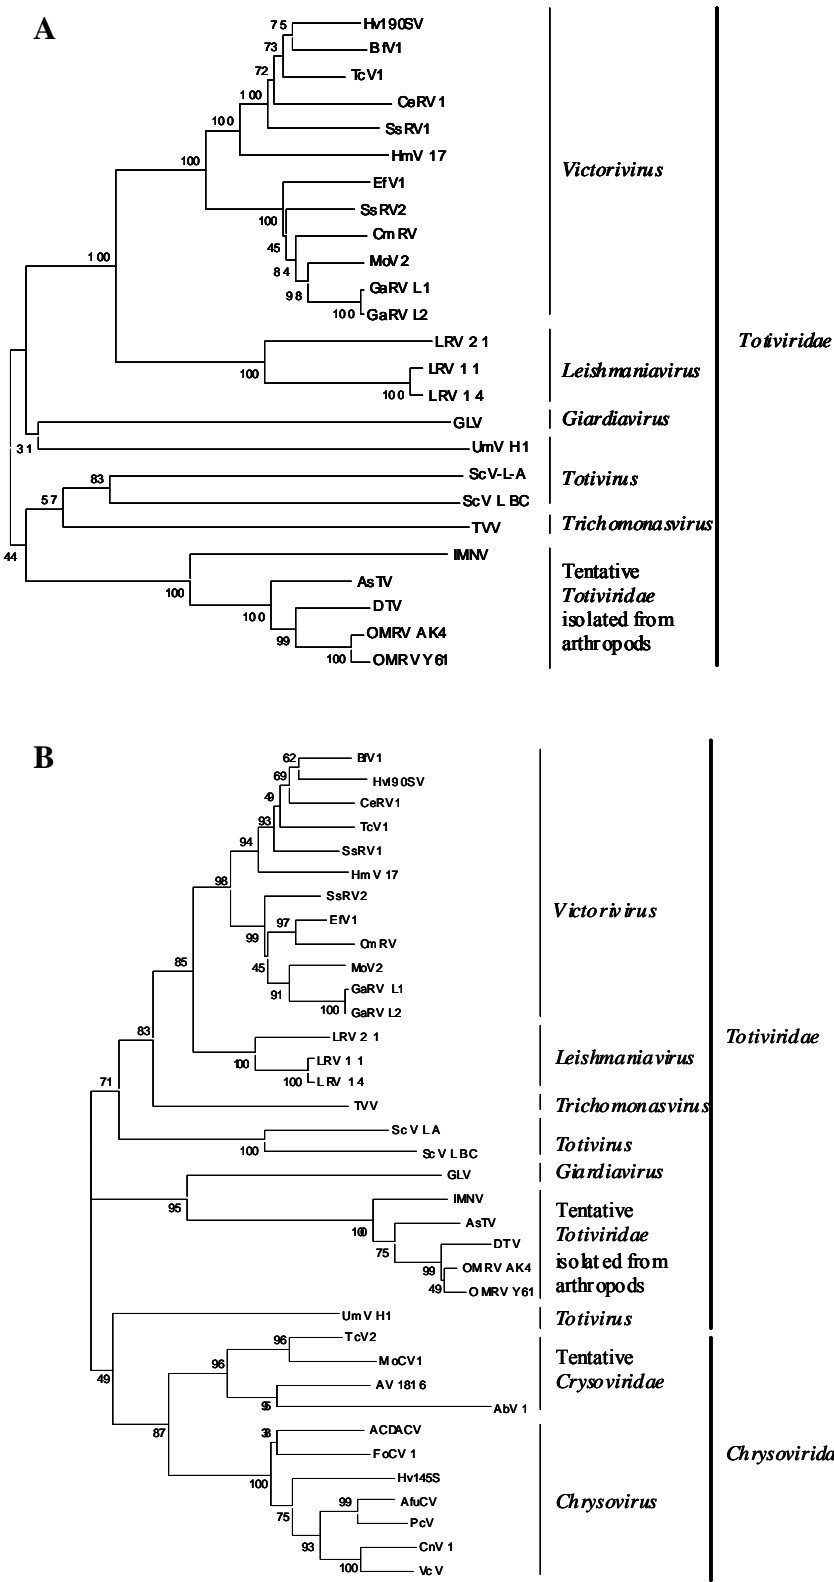 A
75
Hv190SV
73
BfV1
72
TcV1
100
CeRV1
100
SsRV1
100
HmV 17
Victorivirus
EfV1
100
SsRV2
45
CmRV
84
MoV2
98
GaRV L1
100
GaRV L2
100
LRV 2 1
Totiviridae
100
LRV 1 1
Leishmaniavirus
100
LRV 1 4
GLV
Giardiavirus
31
UmV H1
83
ScV-L-A
Totivirus
57
ScV L BC
TVV
Trichomonasvirus
44
IMNV
100
Tentative
Totiviridae
isolated from
arthropods
AsTV
100
DTV
99
OMRV AK4
100
OMRV Y61
B
62
BfV1
69
Hv190SV
49
CeRV1
93
TcV1
94
SsRV1
98
HmV 17
SsRV2
Victorivirus
97
EfV1
99
CmRV
85
45
MoV2
91
GaRV L1
100
GaRV L2
83
LRV 2 1
Totiviridae
100
LRV 1 1
Leishmaniavirus
100
LRV 1 4
71
TVV
Trichomonasvirus
ScV L A
100
ScV L BC
Totivirus
GLV
Giardiavirus
95
IMNV
100
Tentative
Totiviridae
isolated from
arthropods
AsTV
75
DTV
99
OMRV AK4
49
OMRV Y61
UmV H1
Totivirus
96
TcV2
96
MoCV1
Tentative
Crysoviridae
49
AV 1816
95
AbV 1
87
38
ACDACV
FoCV 1
Chrysovirida
100
Hv145S
75
99
AfuCV
Chrysovirus
PcV
93
CnV 1
100
VcV